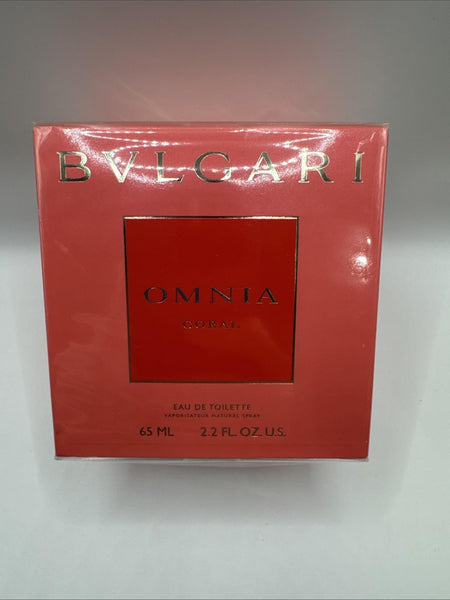 BVLGARI
OMNIA
CORAL
EAU DE TOILETTE
VAPORISATEUR NATURAL SPRAY
65 ML 2.2 FL. OZ. U.S.